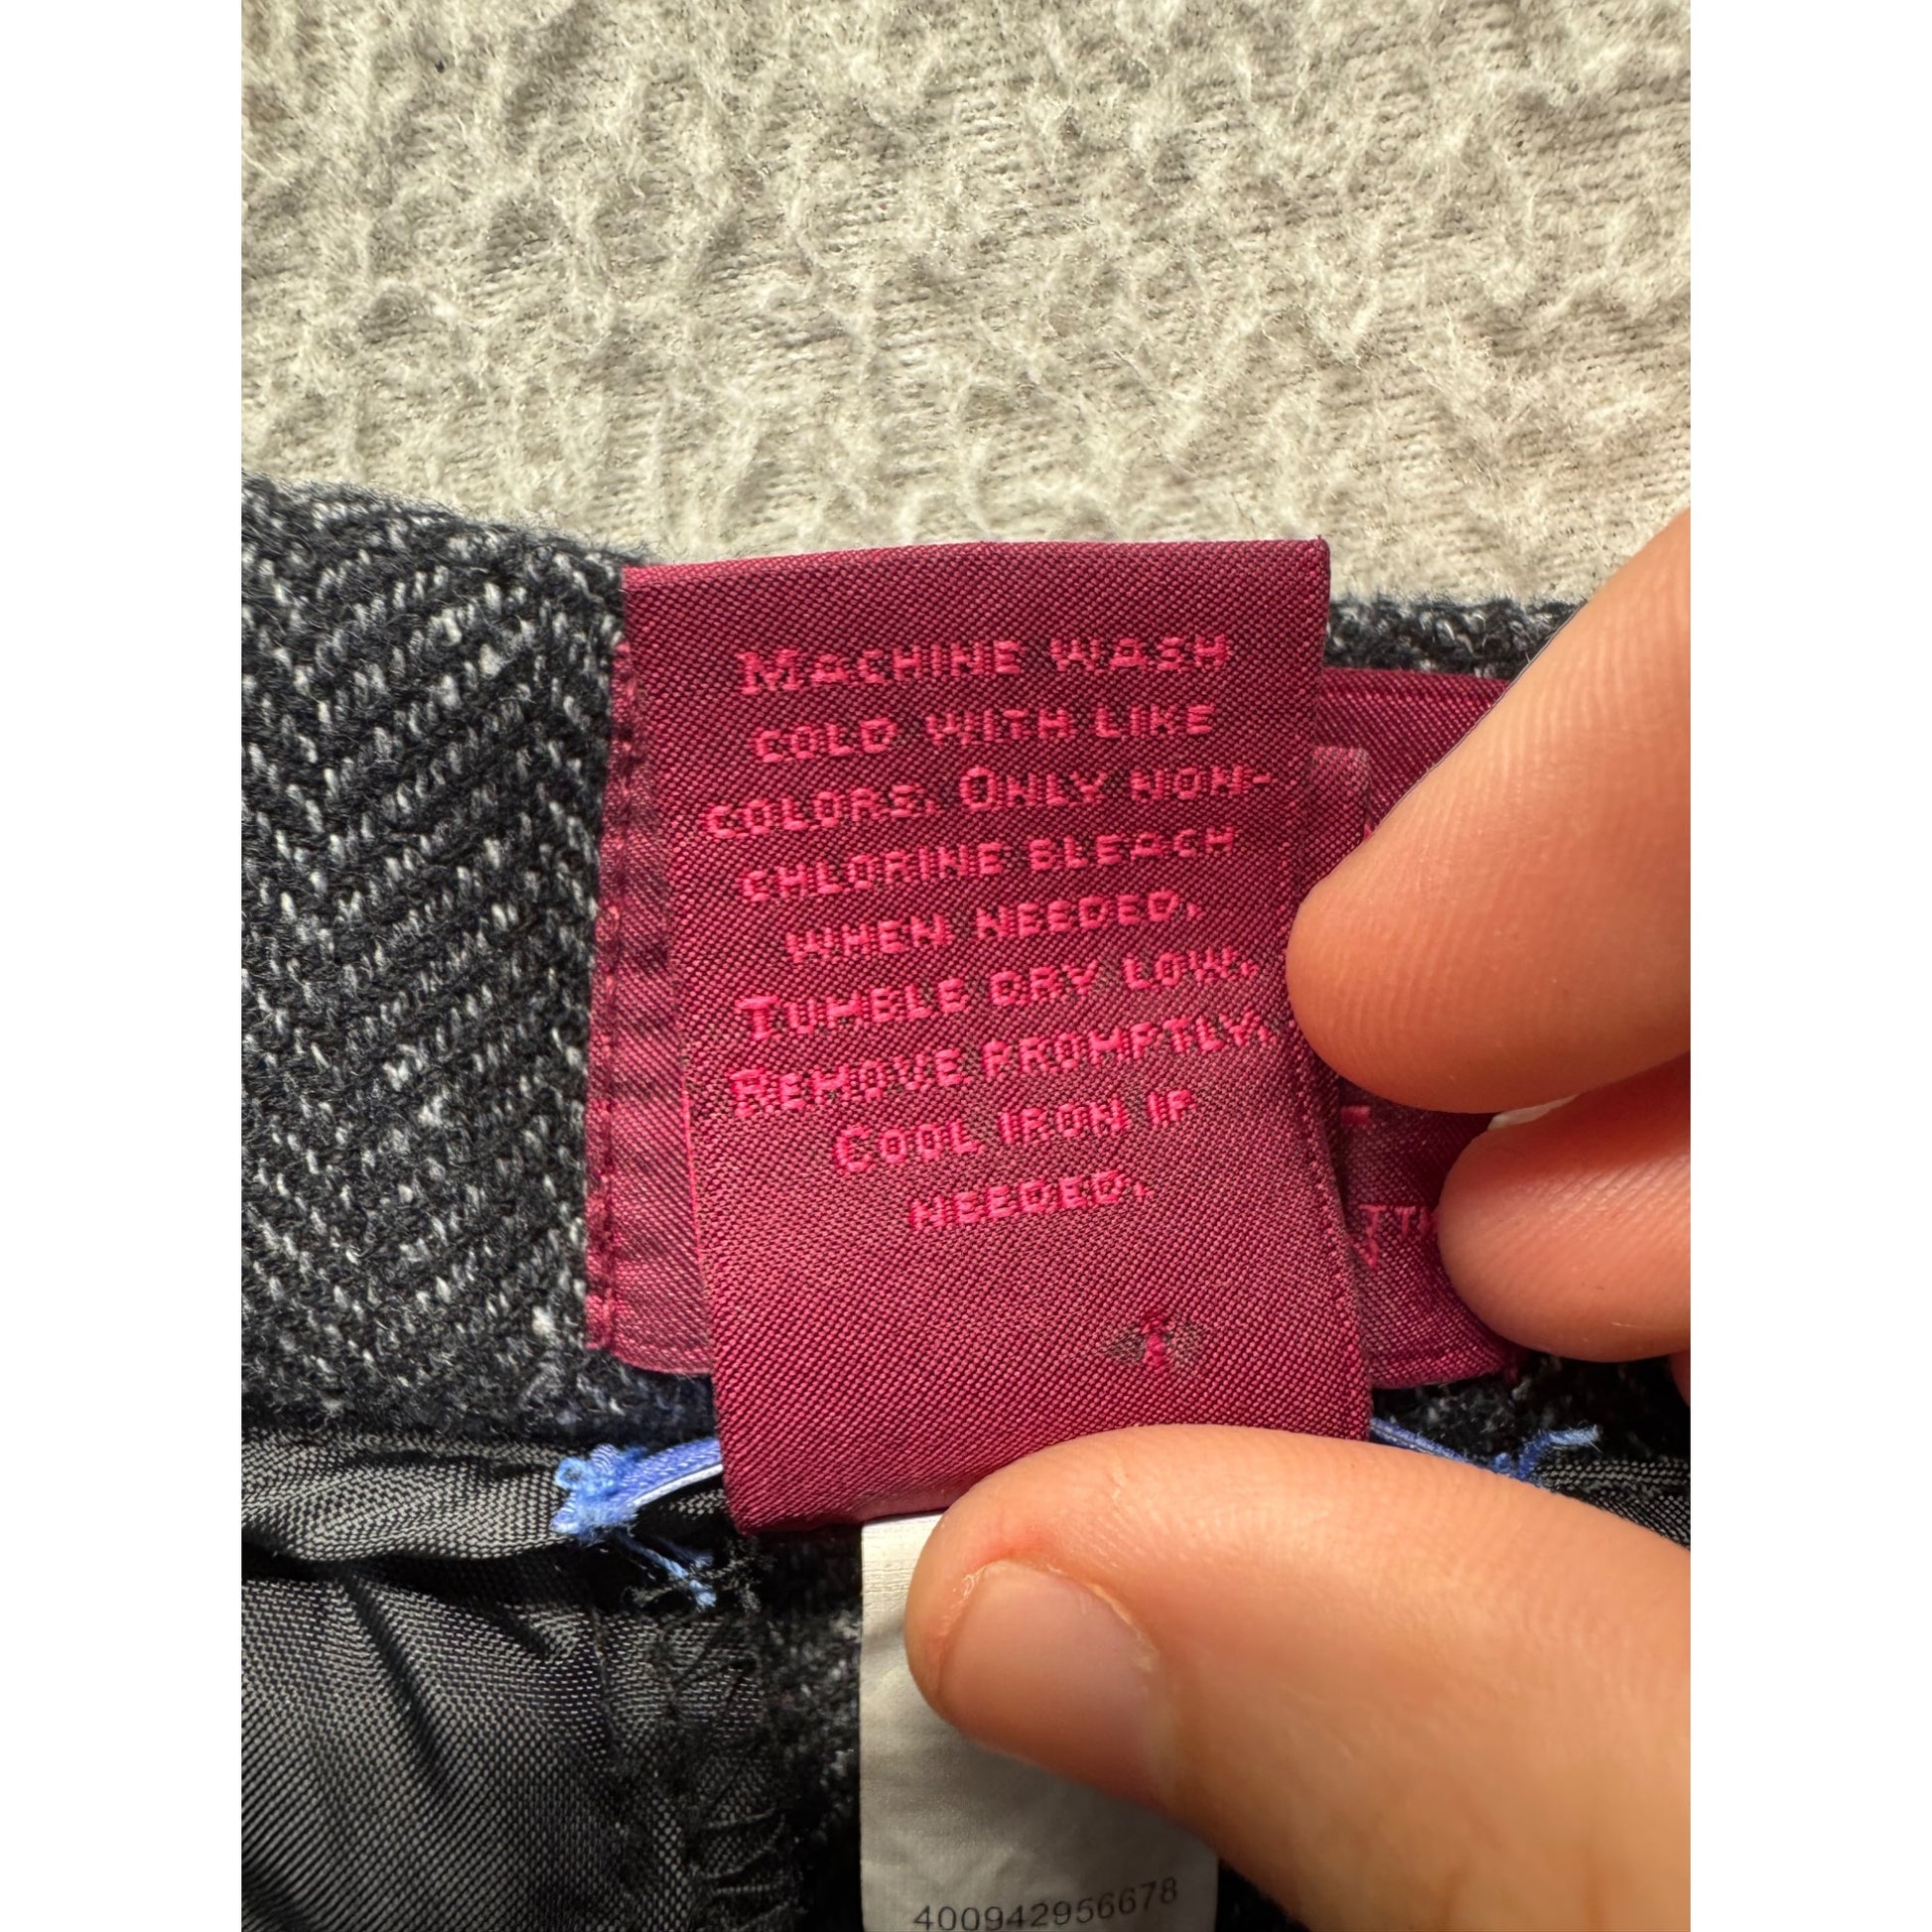 MACHINE WASH
COLD WITH LIKE
COLORS. ONLY NON-
CHLORINE BLEACH
WHEN NEEDED.
TUMBLE DRY LOW.
REMOVE PROMPTLY.
COOL IRON IF
NEEDED.
400942956678